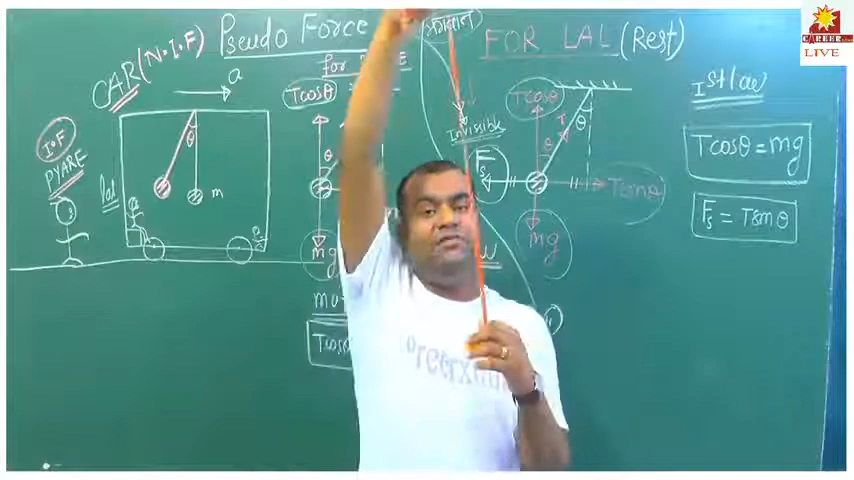 Pseudo Force
FOR LAL (Rest)
CAR (N.I.F)
a
I.F
PYARE
lal
θ
m
Tcosθ
θ
mg
Invissible
Tcosθ
T
θ
θ
Fs
Tsinθ
mg
Ist law
Tcosθ = mg
Fs = Tsinθ
CAREER
LIVE